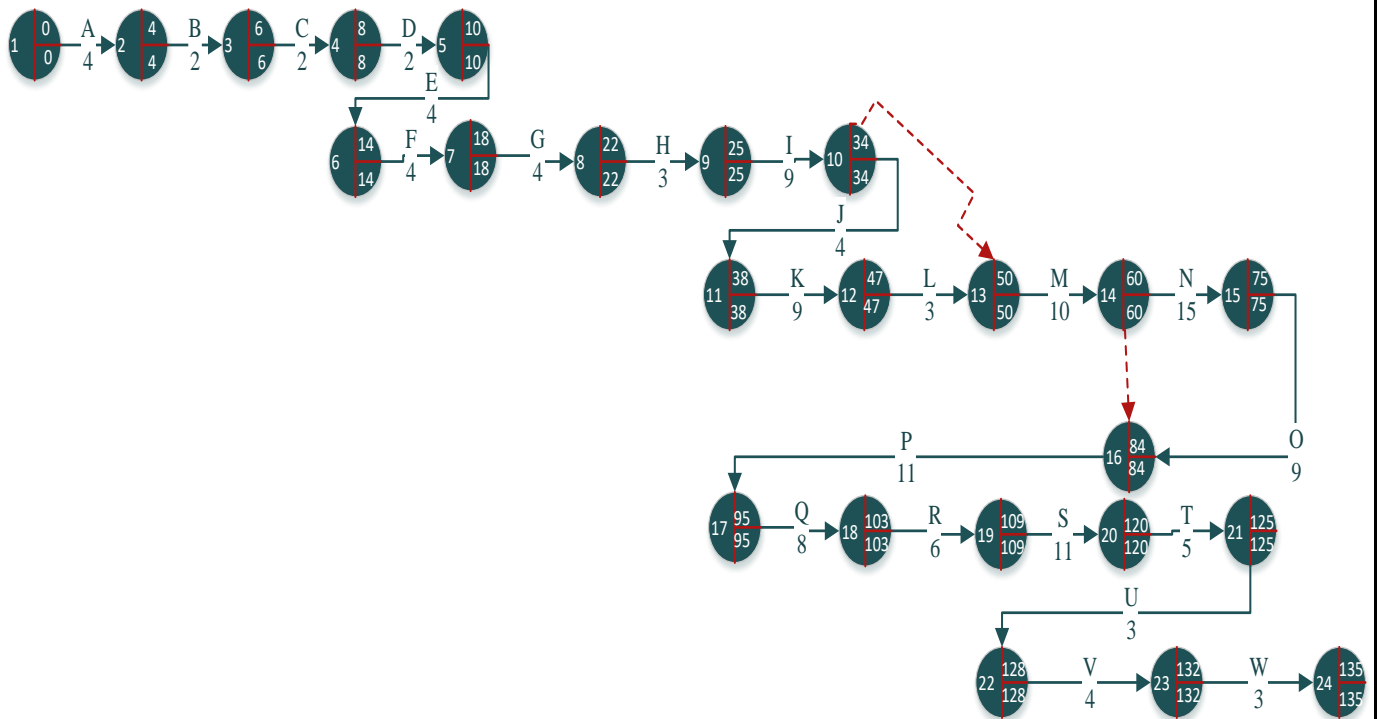 1 0 0 A 4 2 4 4 B 2 3 6 6 C 2 4 8 8 D 2 5 10 10
E 4
6 14 14 F 4 7 18 18 G 4 8 22 22 H 3 9 25 25 I 9 10 34 34
J 4
11 38 38 K 9 12 47 47 L 3 13 50 50 M 10 14 60 60 N 15 15 75 75
P 11 16 84 84 O 9
17 95 95 Q 8 18 103 103 R 6 19 109 109 S 11 20 120 120 T 5 21 125 125
U 3
22 128 128 V 4 23 132 132 W 3 24 135 135